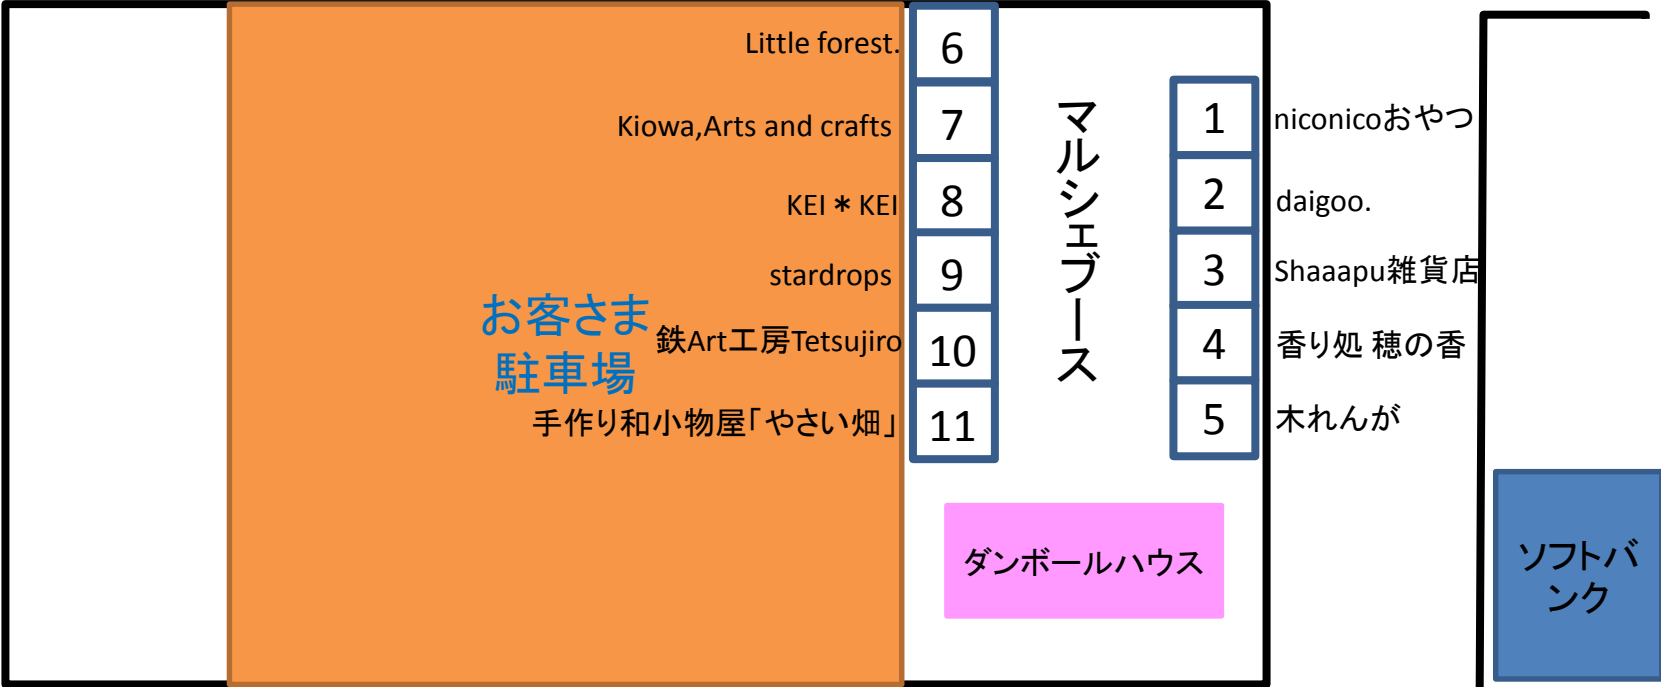 Little forest.
6
Kiowa,Arts and crafts
7
KEI＊KEI
8
stardrops
9
鉄Art工房Tetsujiro
10
手作り和小物屋「やさい畑」
11
お客さま
駐車場
マルシェブース
1
niconicoおやつ
2
daigoo.
3
Shaaapu雑貨店
4
香り処 穂の香
5
木れんが
ダンボールハウス
ソフトバ
ンク